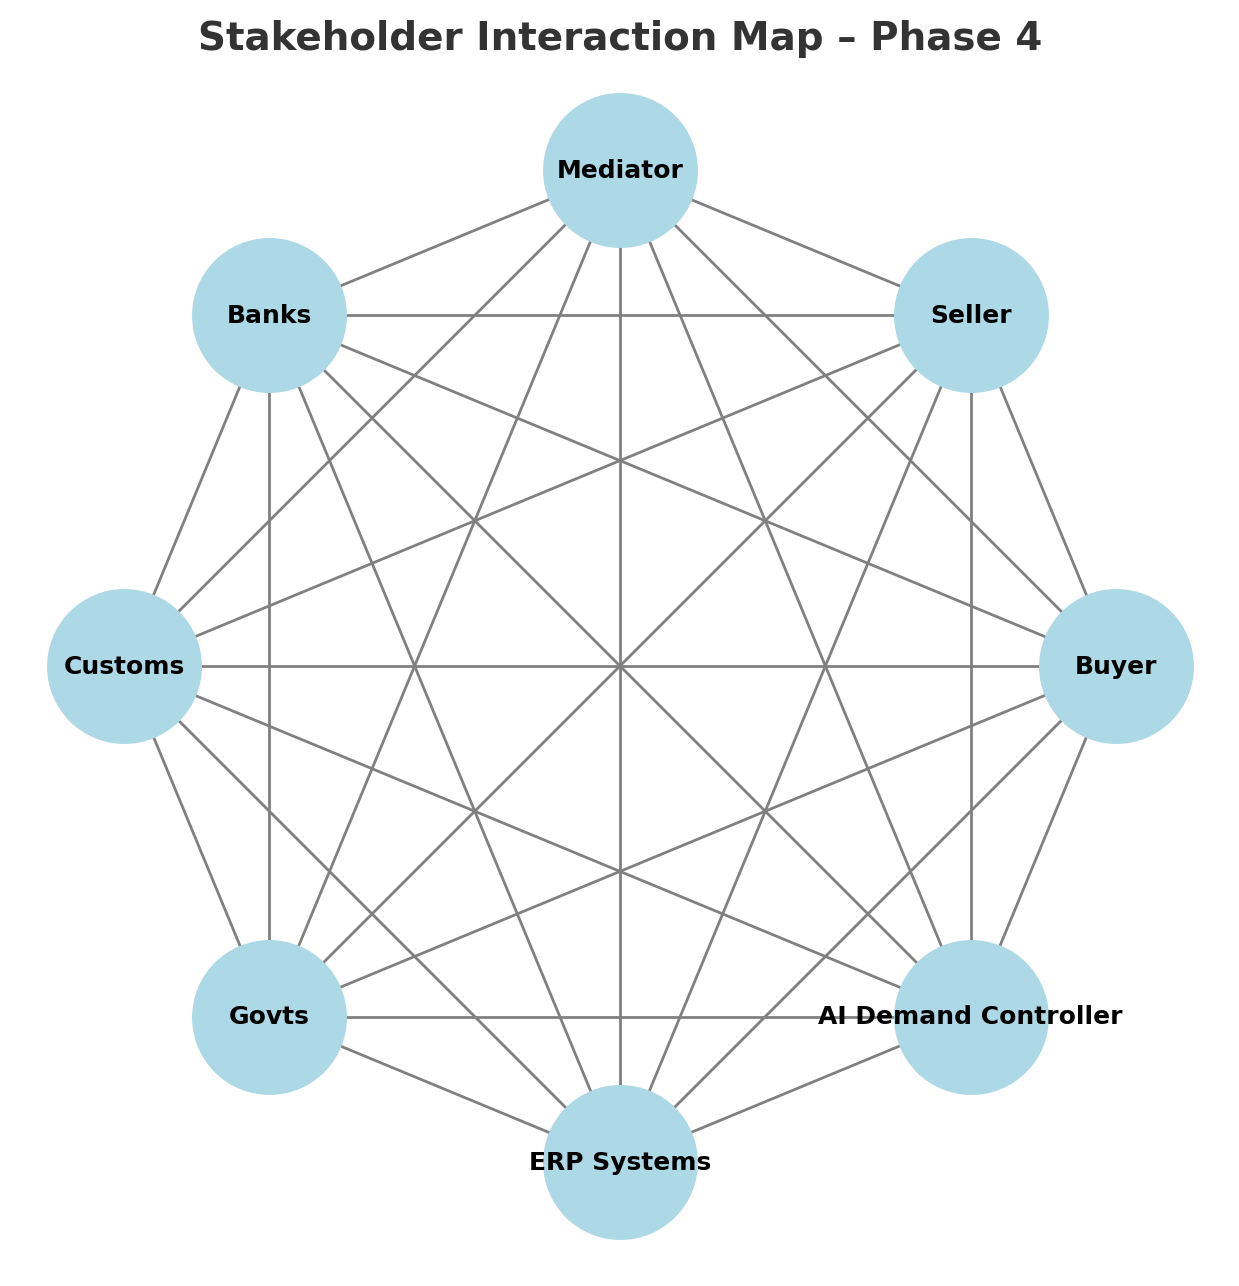 Stakeholder Interaction Map – Phase 4
Mediator
Banks
Seller
Customs
Buyer
Govts
AI Demand Controller
ERP Systems